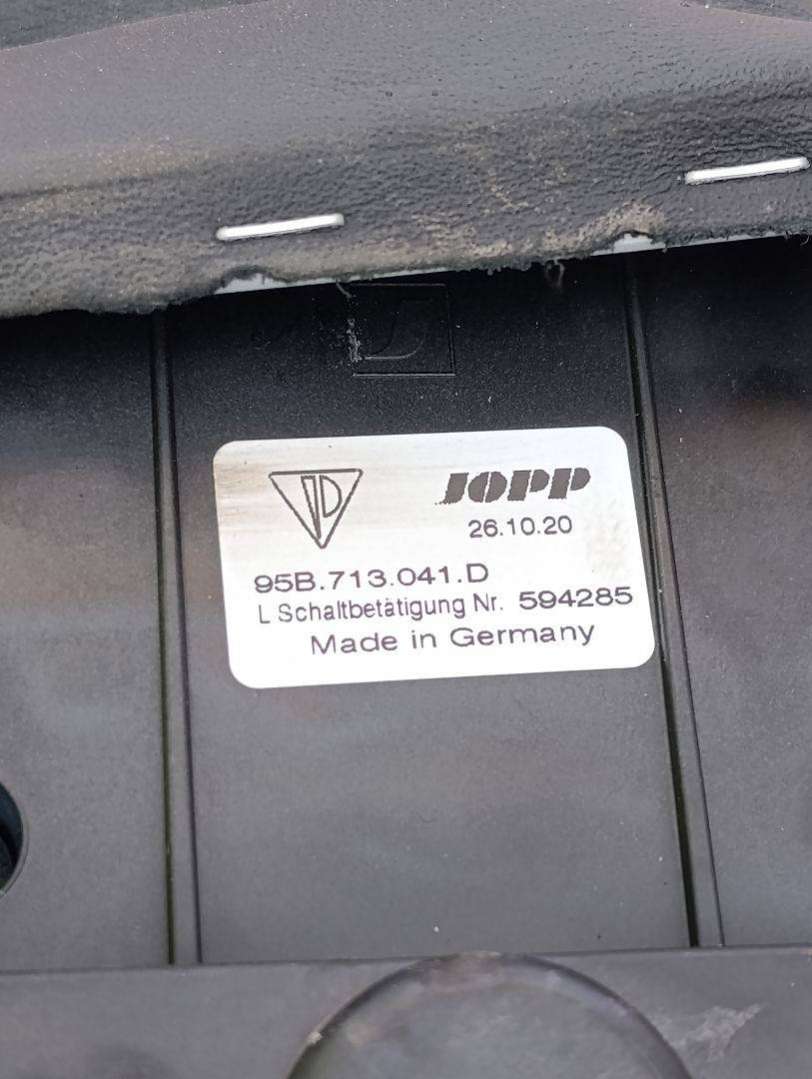 JOPP
26.10.20
95B.713.041.D
L Schaltbetätigung Nr. 594285
Made in Germany